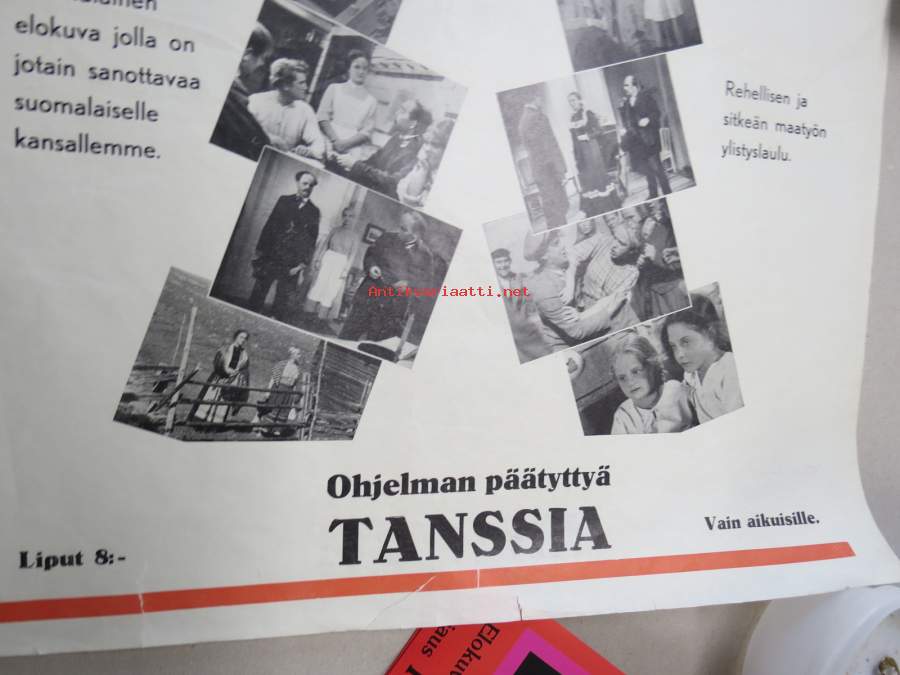 elokuva jolla on
jotain sanottavaa
suomalaiselle
kansallemme.
Rehellisen ja
sitkeän maatyön
ylistyslaulu.
Antikvariaatti.net
Ohjelman päätyttyä
TANSSIA
Liput 8:-
Vain aikuisille.